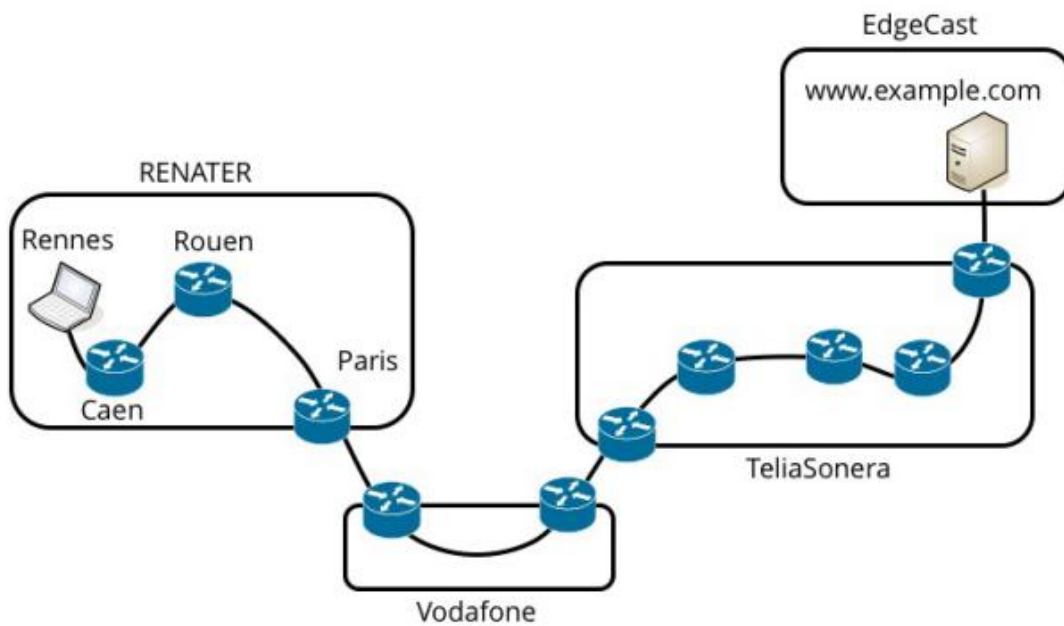 EdgeCast
www.example.com
RENATER
Rennes
Rouen
Paris
Caen
TeliaSonera
Vodafone